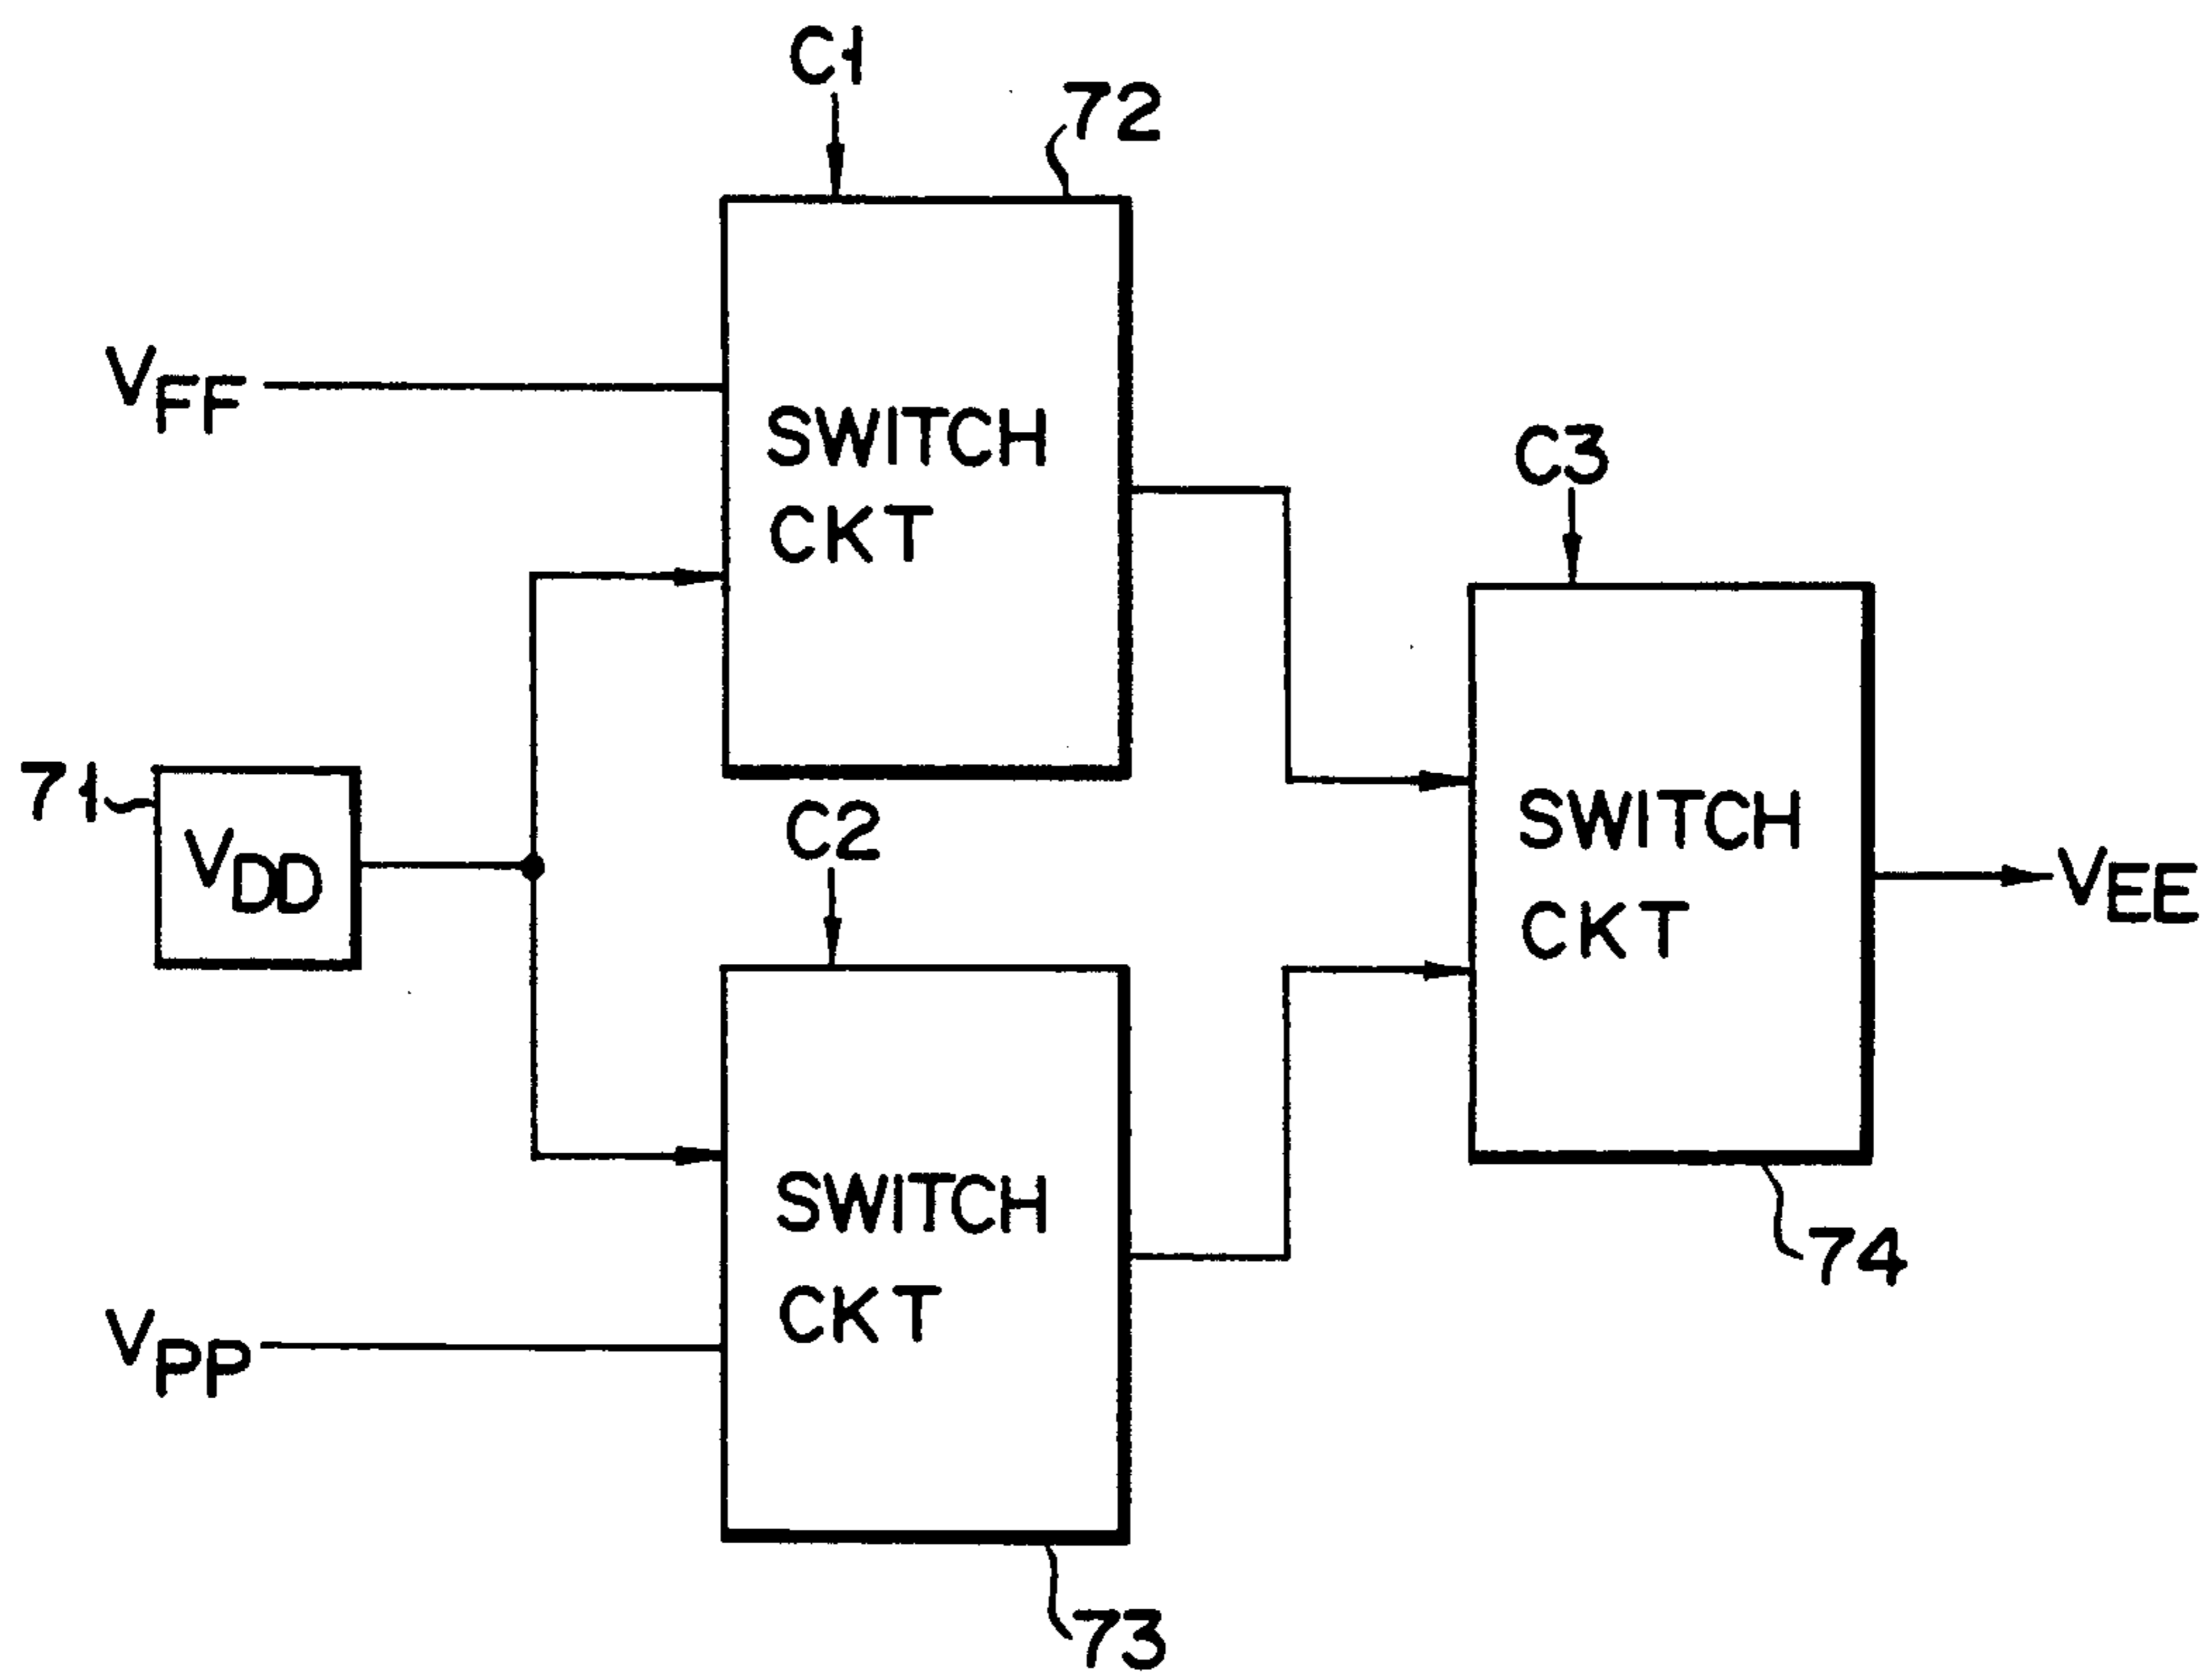 C1
72
VFF
SWITCH
CKT
C3
71
VDD
C2
SWITCH
CKT
VEE
SWITCH
CKT
74
VPP
73